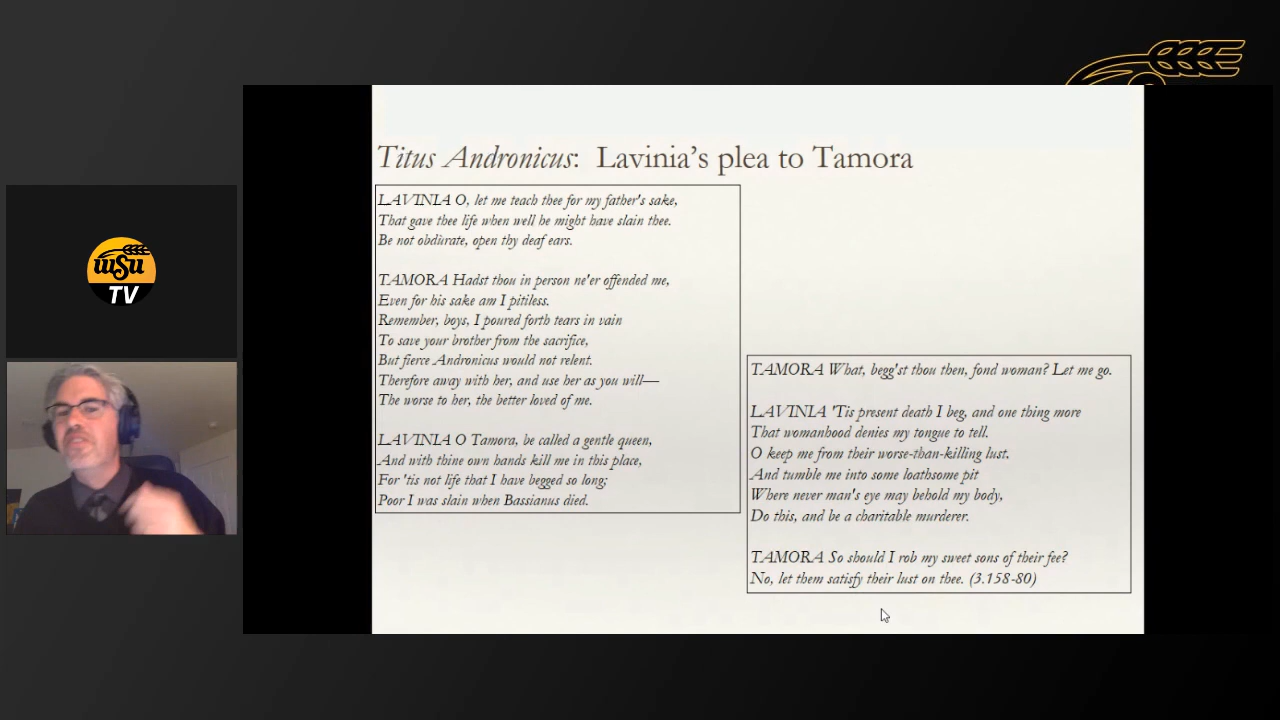 wsu
TV
Titus Andronicus: Lavinia's plea to Tamora
LAVINIA O, let me teach thee for my father's sake,
That gave thee life when well he might have slain thee.
Be not obdùrate, open thy deaf ears.
TAMORA Hadst thou in person ne'er offended me,
Even for his sake am I pitiless.
Remember, boys, I poured forth tears in vain
To save your brother from the sacrifice,
But fierce Andronicus would not relent.
Therefore away with her, and use her as you will—
The worse to her, the better loved of me.
LAVINIA O Tamora, be called a gentle queen,
And with thine own hands kill me in this place,
For 'tis not life that I have begged so long;
Poor I was slain when Bassianus died.
TAMORA What, begg'st thou then, fond woman? Let me go.
LAVINIA 'Tis present death I beg, and one thing more
That womanhood denies my tongue to tell.
O keep me from their worse-than-killing lust,
And tumble me into some loathsome pit
Where never man's eye may behold my body,
Do this, and be a charitable murderer.
TAMORA So should I rob my sweet sons of their fee?
No, let them satisfy their lust on thee. (3.158-80)